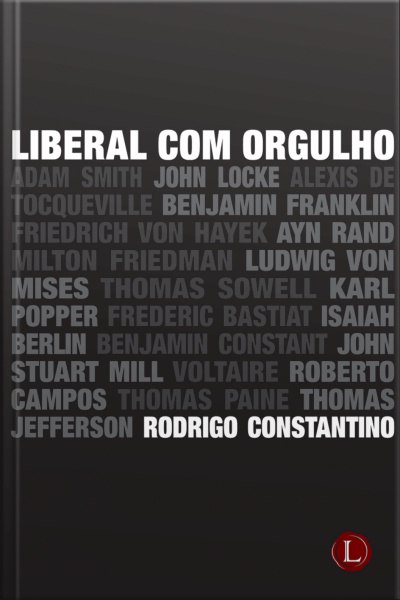 LIBERAL COM ORGULHO
ADAM SMITH JOHN LOCKE ALEXIS DE
TOCQUEVILLE BENJAMIN FRANKLIN
FRIEDRICH VON HAYEK AYN RAND
MILTON FRIEDMAN LUDWIG VON
MISES THOMAS SOWELL KARL
POPPER FREDERIC BASTIAT ISAIAH
BERLIN BENJAMIN CONSTANT JOHN
STUART MILL VOLTAIRE ROBERTO
CAMPOS THOMAS PAINE THOMAS
JEFFERSON RODRIGO CONSTANTINO
L